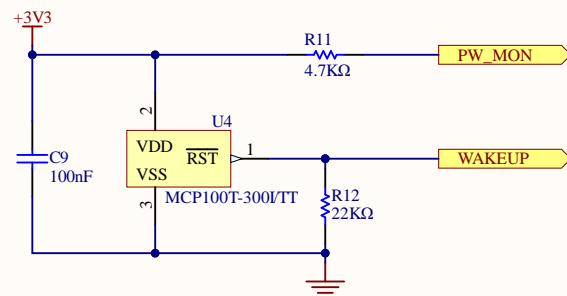 +3V3
R11
PW_MON
4.7KΩ
2
U4
C9
100nF
VDD
RST
1
WAKEUP
VSS
3
MCP100T-300I/TT
R12
22KΩ